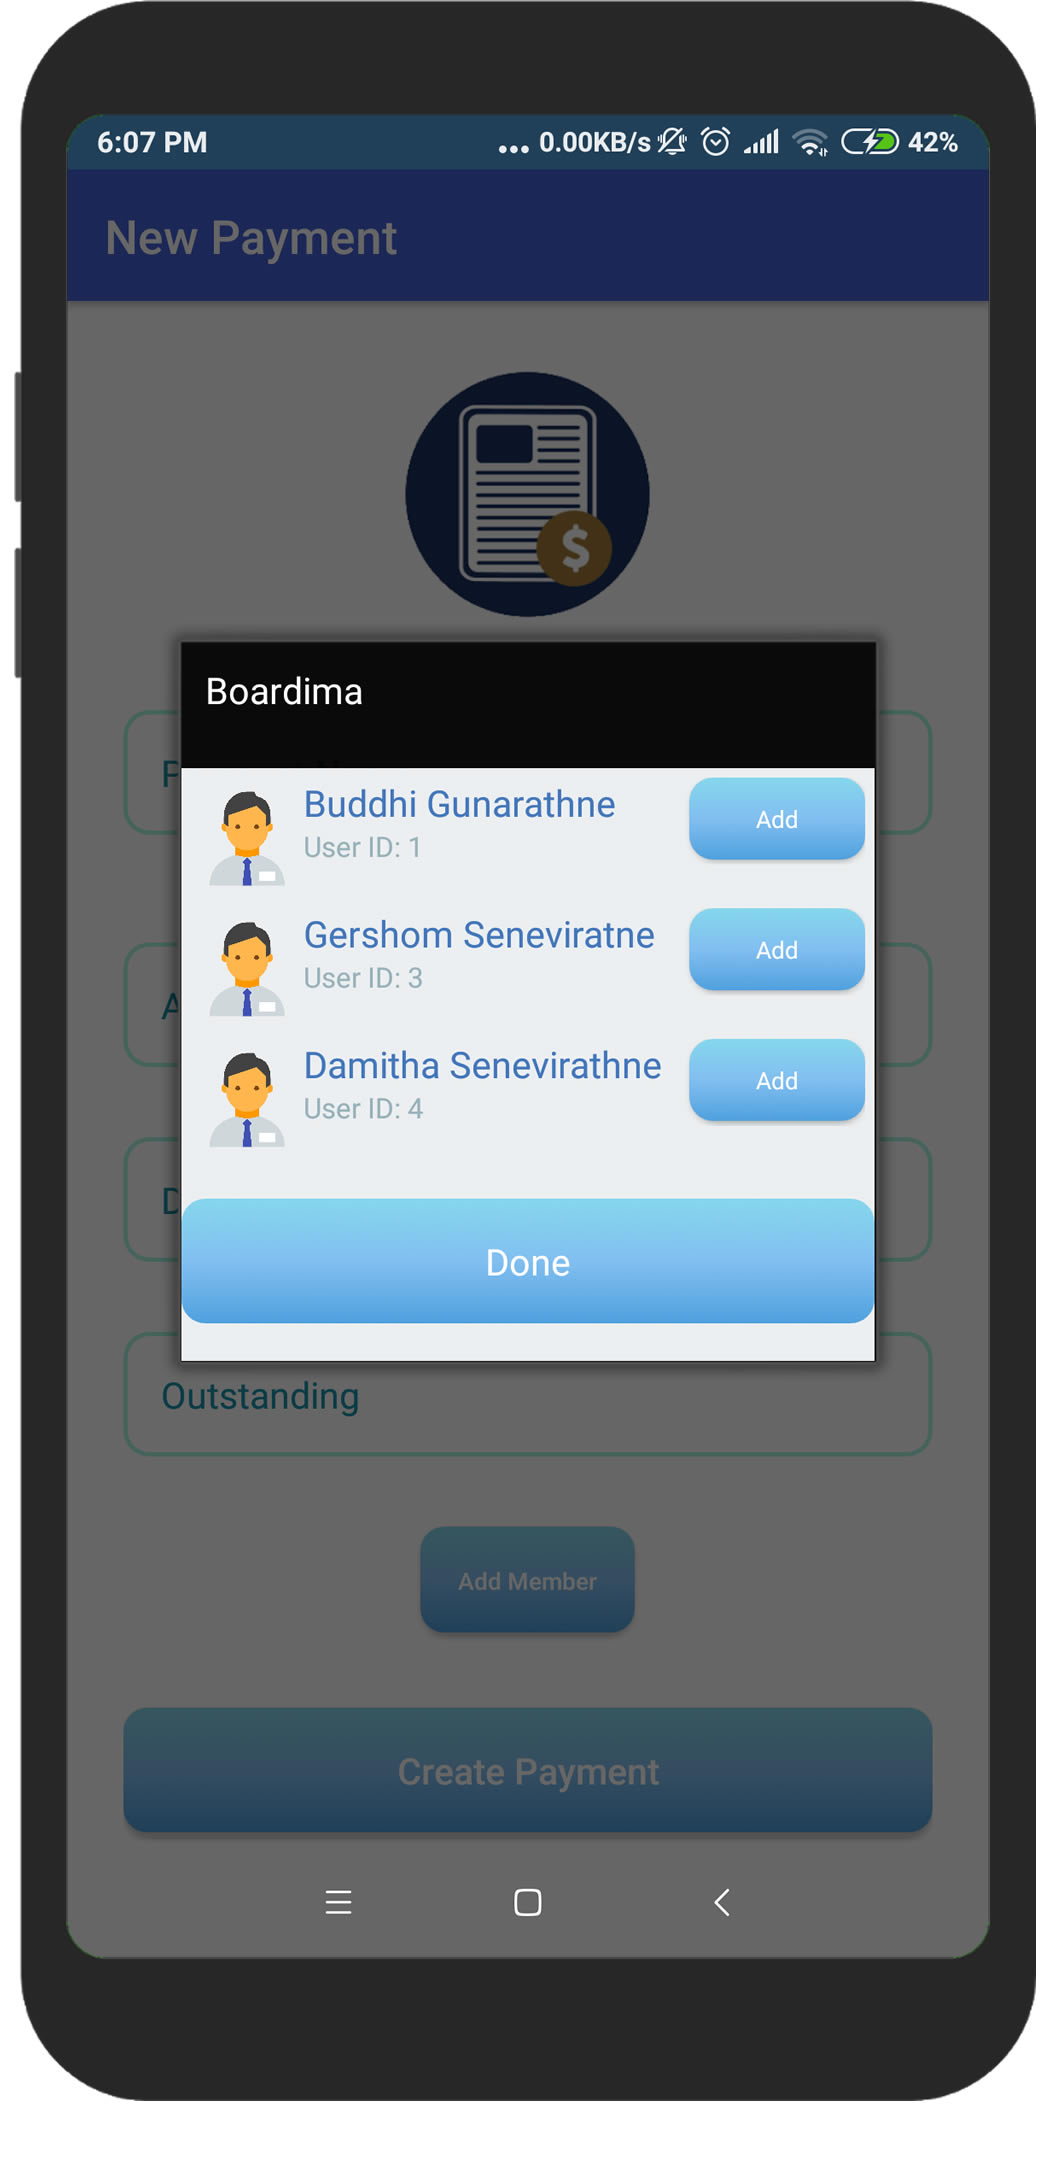 6:07 PM ... 0.00KB/s 42%
New Payment
$
Boardima
Buddhi Gunarathne
User ID: 1
Add
Gershom Seneviratne
User ID: 3
Add
Damitha Senevirathne
User ID: 4
Add
Done
Outstanding
Add Member
Create Payment